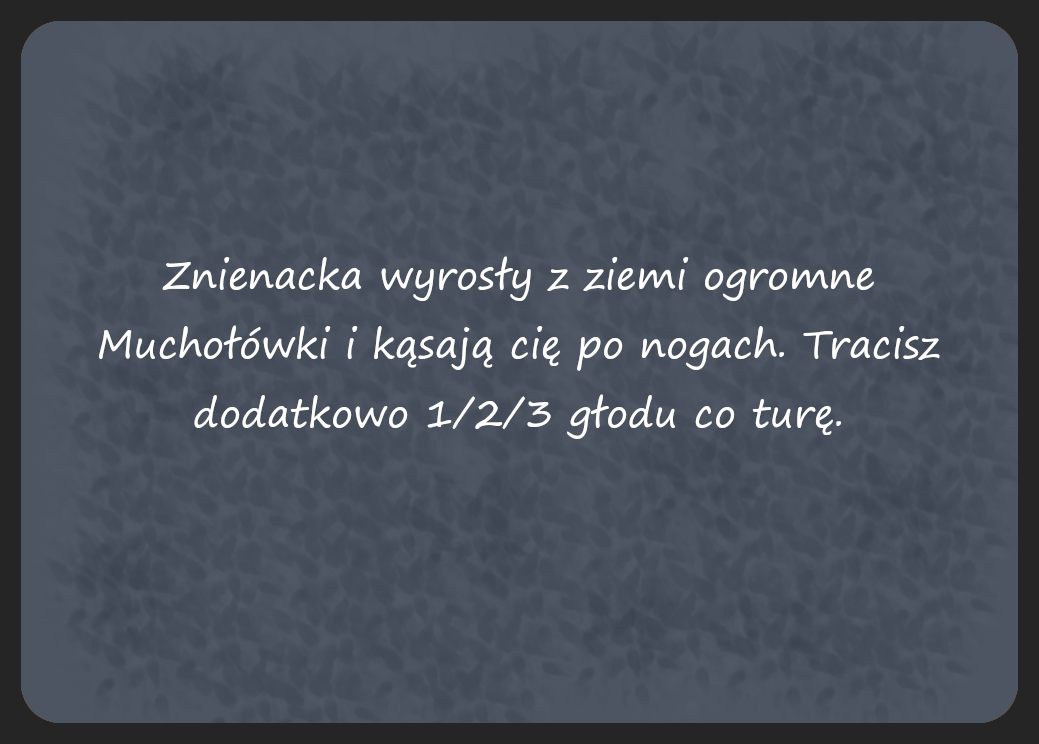 Znienacka wyrosły z ziemi ogromne
Muchołówki i kąsają cię po nogach. Tracisz
dodatkowo 1/2/3 głodu co turę.